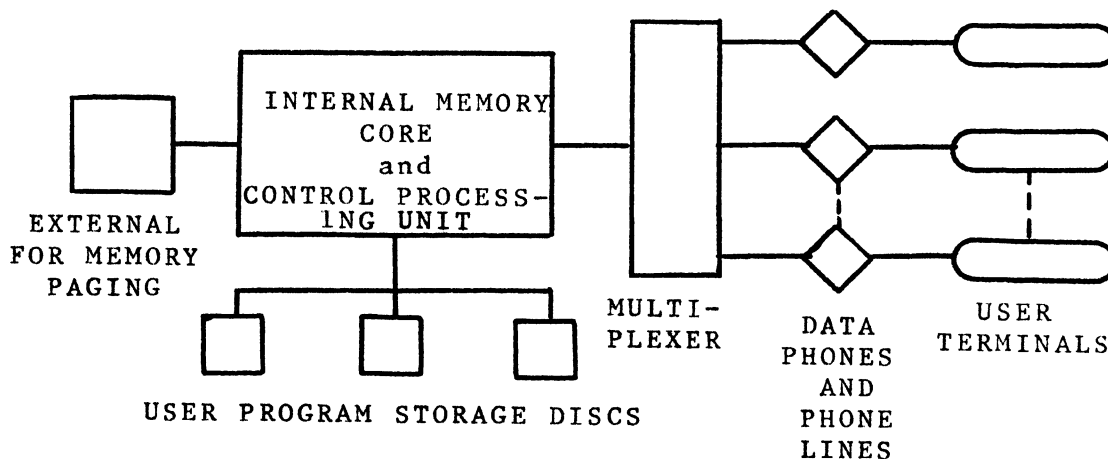 INTERNAL MEMORY
CORE
and
CONTROL PROCESS-
1NG UNIT
EXTERNAL
FOR MEMORY
PAGING
USER PROGRAM STORAGE DISCS
MULTI-
PLEXER
DATA
PHONES
AND
PHONE
LINES
USER
TERMINALS